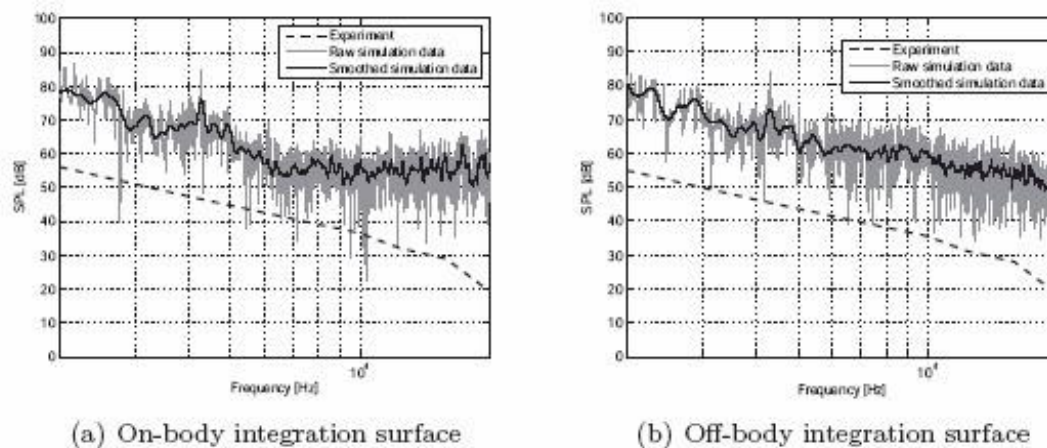 100
90
80
70
60
50
40
30
20
10
0
SPL [dB]
Experiment
Raw simulation data
Smoothed simulation data
10⁴
Frequency [Hz]
(a) On-body integration surface
100
90
80
70
60
50
40
30
20
10
0
SPL [dB]
Experiment
Raw simulation data
Smoothed simulation data
10⁴
Frequency [Hz]
(b) Off-body integration surface